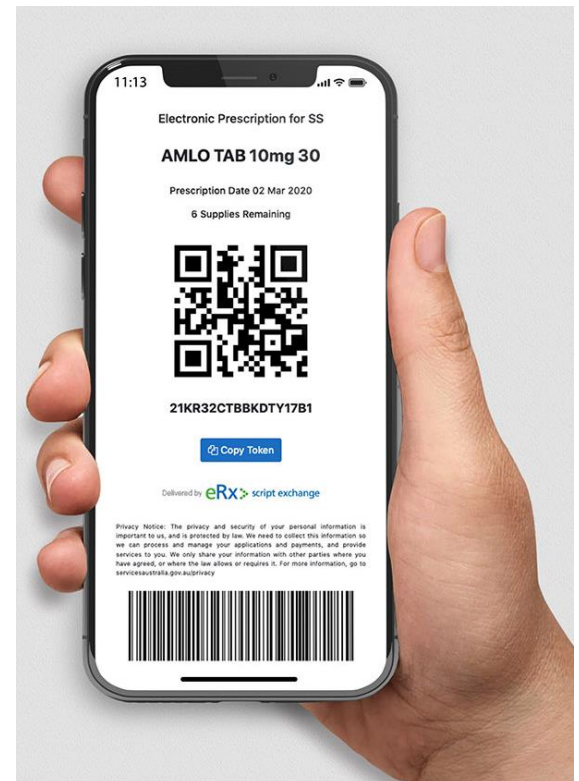 11:13
Electronic Prescription for SS
AMLO TAB 10mg 30
Prescription Date 02 Mar 2020
6 Supplies Remaining
21KR32CTBBKDTY17B1
Copy Token
Delivered by eRx script exchange
Privacy Notice: The privacy and security of your personal information is
important to us, and is protected by law. We need to collect this information so
we can process and manage your applications and payments, and provide
services to you. We only share your information with other parties where you
have agreed, or where the law allows or requires it. For more information, go to
servicesaustralia.gov.au/privacy